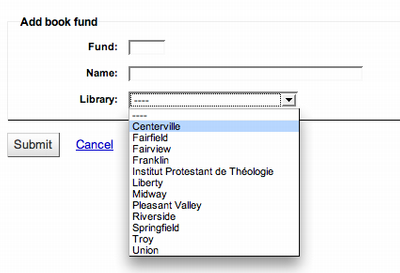 Add book fund
Fund:
Name:
Library: ----
----
Centerville
Fairfield
Fairview
Franklin
Institut Protestant de Théologie
Liberty
Midway
Pleasant Valley
Riverside
Springfield
Troy
Union
Submit Cancel